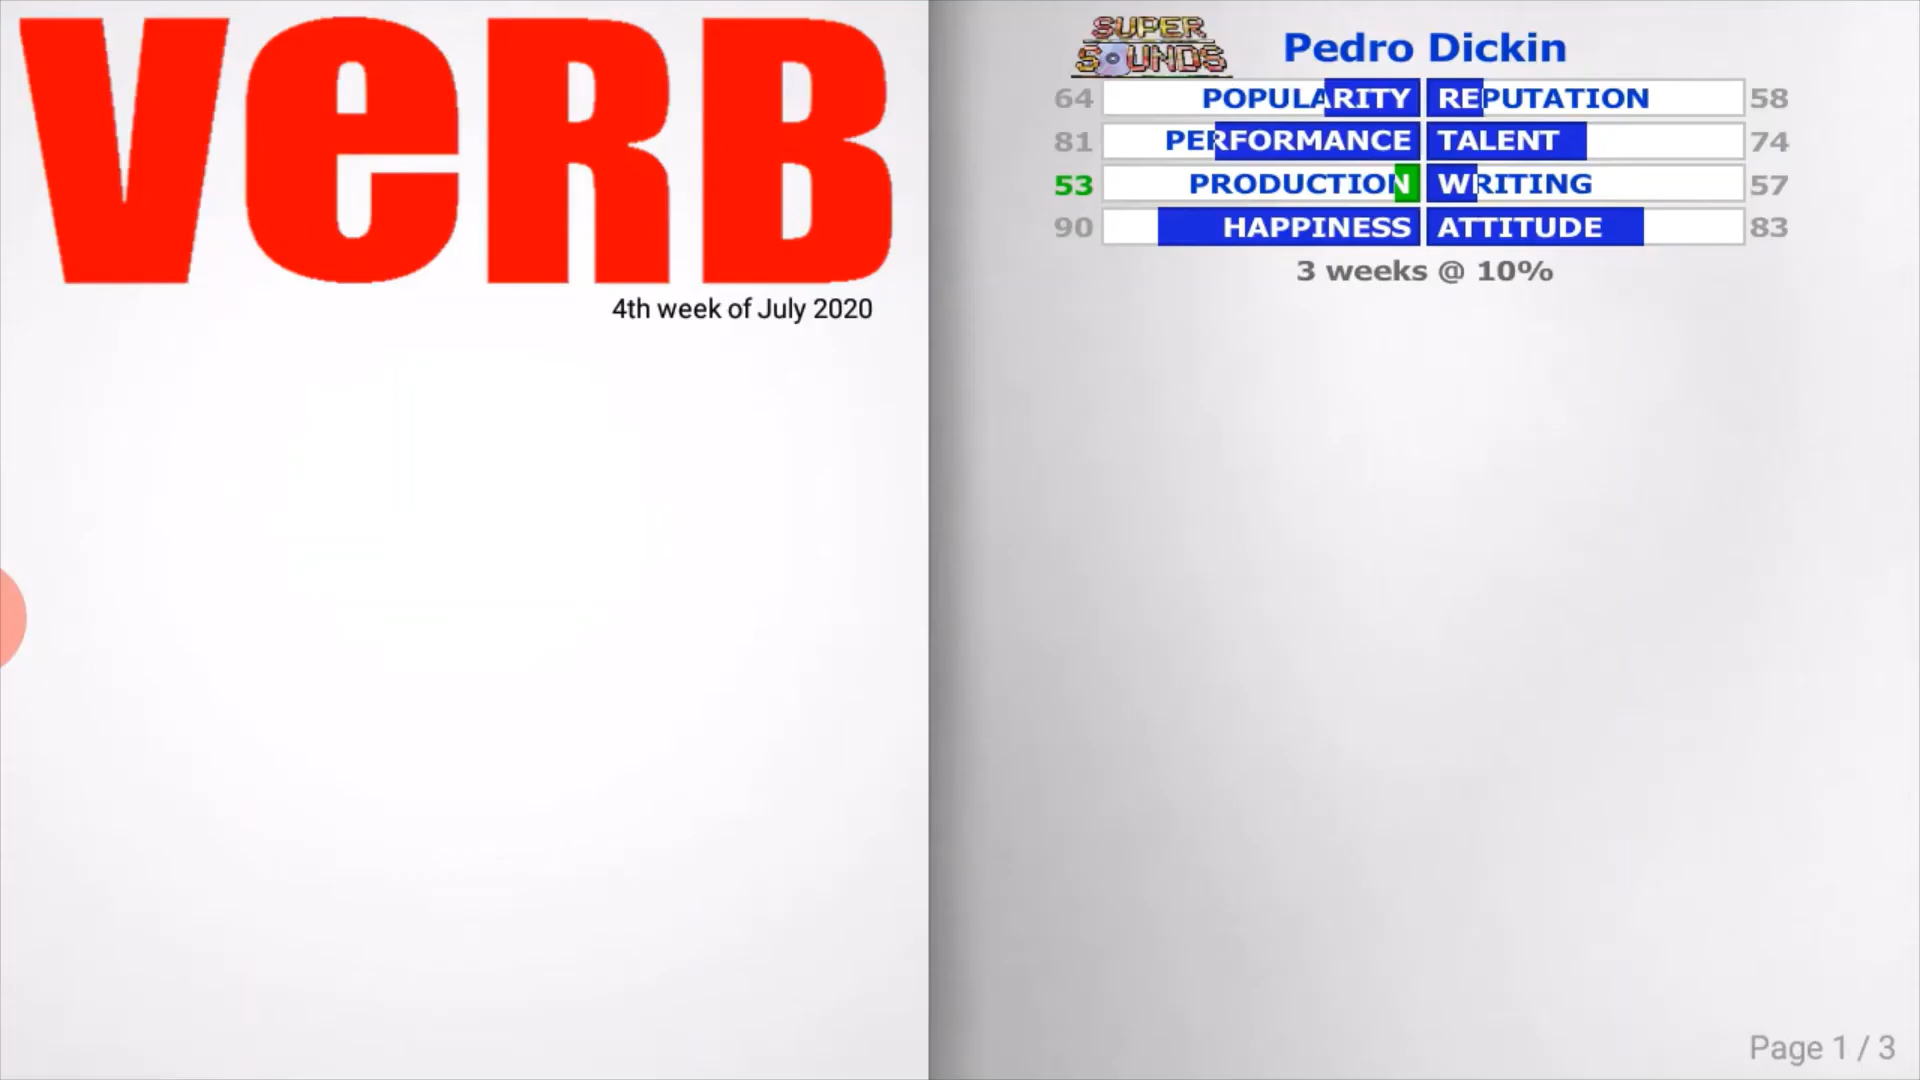 VeRB
4th week of July 2020
SUPER SOUNDS
Pedro Dickin
64 POPULARITY REPUTATION 58
81 PERFORMANCE TALENT 74
53 PRODUCTION WRITING 57
90 HAPPINESS ATTITUDE 83
3 weeks @ 10%
Page 1 / 3